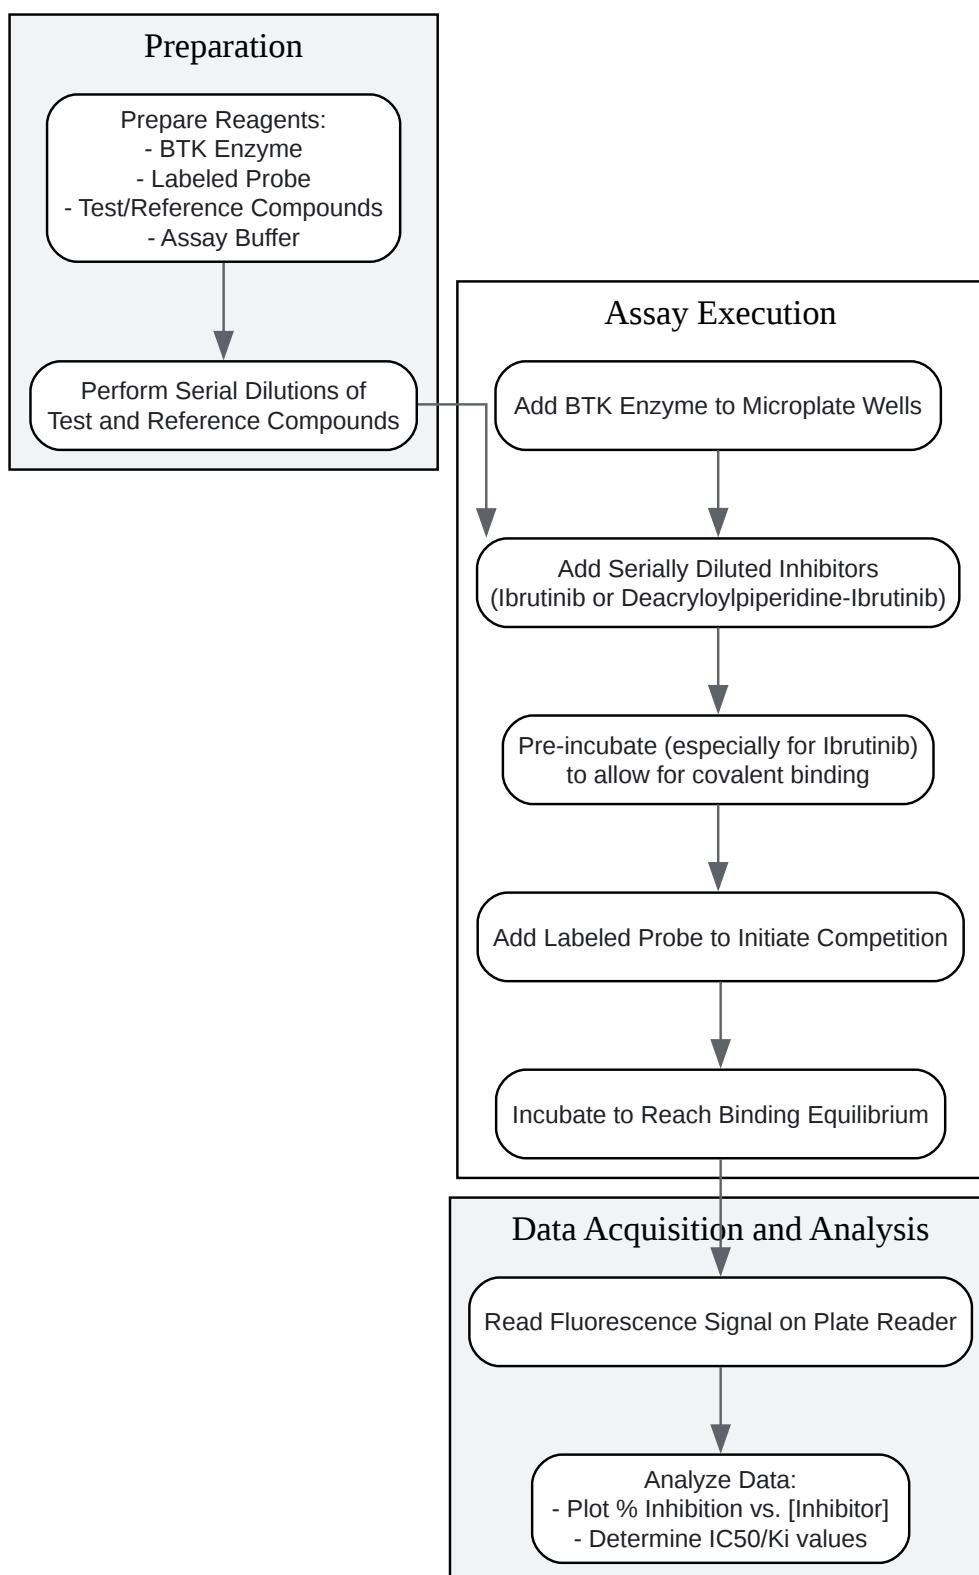 Preparation
Prepare Reagents:
- BTK Enzyme
- Labeled Probe
- Test/Reference Compounds
- Assay Buffer
Perform Serial Dilutions of
Test and Reference Compounds
Assay Execution
Add BTK Enzyme to Microplate Wells
Add Serially Diluted Inhibitors
(Ibrutinib or Deacryloylpiperidine-Ibrutinib)
Pre-incubate (especially for Ibrutinib)
to allow for covalent binding
Add Labeled Probe to Initiate Competition
Incubate to Reach Binding Equilibrium
Data Acquisition and Analysis
Read Fluorescence Signal on Plate Reader
Analyze Data:
- Plot % Inhibition vs. [Inhibitor]
- Determine IC50/Ki values